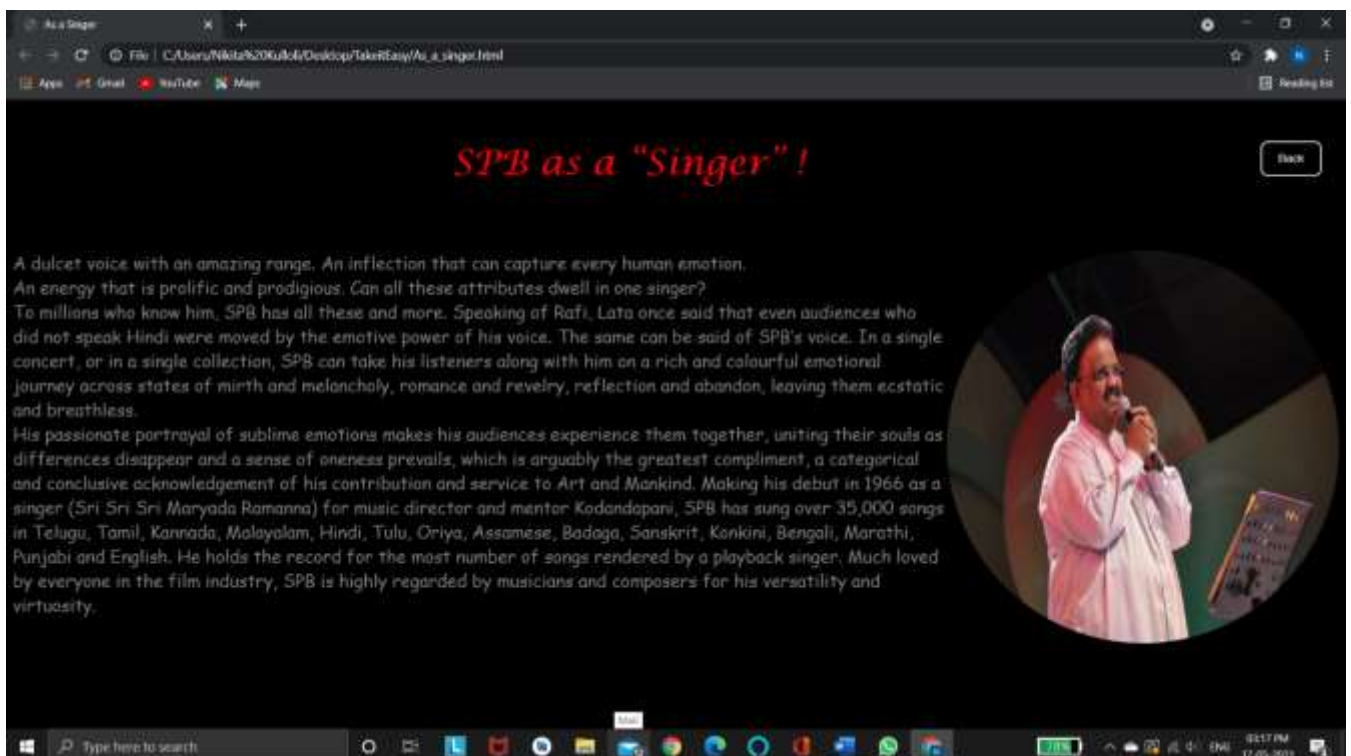 As a Singer
File | C:/Users/Nikita%20Kulloli/Desktop/TakeItEasy/As_a_singer.html
Apps Gmail YouTube Maps
Reading list
SPB as a “Singer” !
Back
A dulcet voice with an amazing range. An inflection that can capture every human emotion.
An energy that is prolific and prodigious. Can all these attributes dwell in one singer?
To millions who know him, SPB has all these and more. Speaking of Rafi, Lata once said that even audiences who
did not speak Hindi were moved by the emotive power of his voice. The same can be said of SPB's voice. In a single
concert, or in a single collection, SPB can take his listeners along with him on a rich and colourful emotional
journey across states of mirth and melancholy, romance and revelry, reflection and abandon, leaving them ecstatic
and breathless.
His passionate portrayal of sublime emotions makes his audiences experience them together, uniting their souls as
differences disappear and a sense of oneness prevails, which is arguably the greatest compliment, a categorical
and conclusive acknowledgement of his contribution and service to Art and Mankind. Making his debut in 1966 as a
singer (Sri Sri Sri Maryada Ramanna) for music director and mentor Kodandapani, SPB has sung over 35,000 songs
in Telugu, Tamil, Kannada, Malayalam, Hindi, Tulu, Oriya, Assamese, Badaga, Sanskrit, Konkini, Bengali, Marathi,
Punjabi and English. He holds the record for the most number of songs rendered by a playback singer. Much loved
by everyone in the film industry, SPB is highly regarded by musicians and composers for his versatility and
virtuosity.
Mail
Type here to search
ENG
03:17 PM